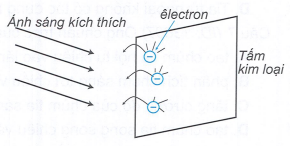 Ánh sáng kích thích
êlectron
Tấm
kim loại